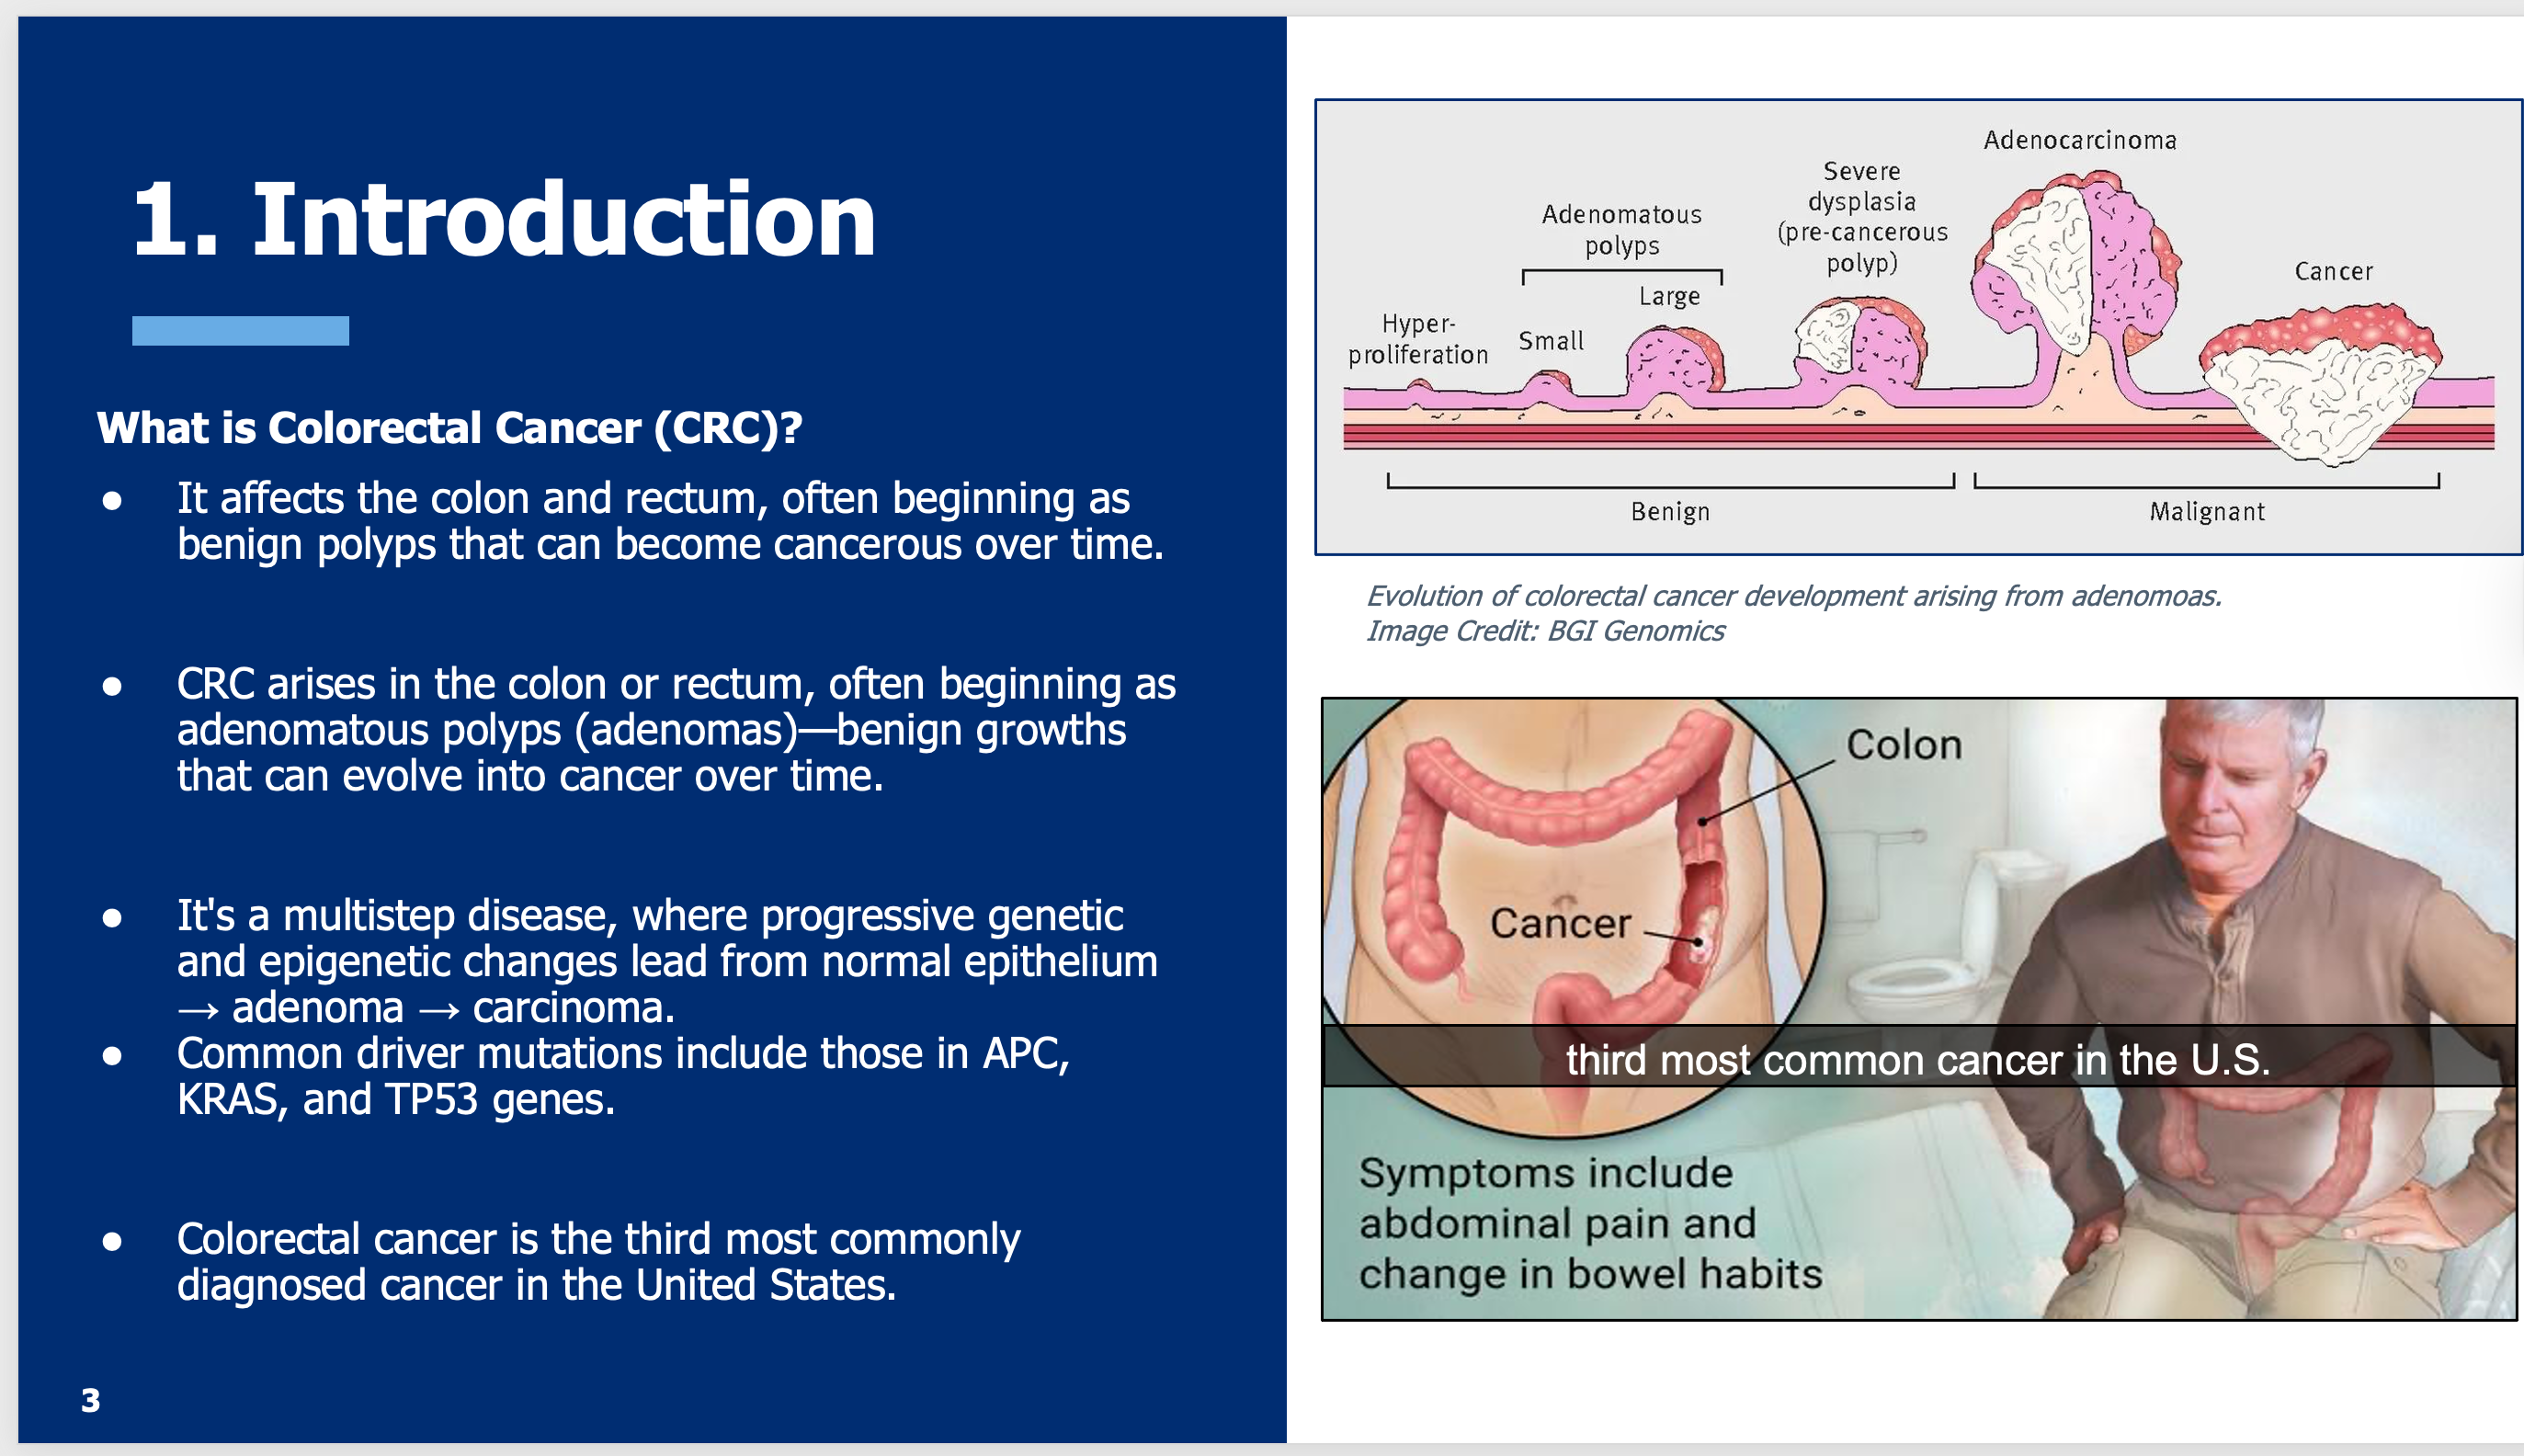 1. Introduction
What is Colorectal Cancer (CRC)?
● It affects the colon and rectum, often beginning as
benign polyps that can become cancerous over time.
● CRC arises in the colon or rectum, often beginning as
adenomatous polyps (adenomas)—benign growths
that can evolve into cancer over time.
● It's a multistep disease, where progressive genetic
and epigenetic changes lead from normal epithelium
→ adenoma → carcinoma.
● Common driver mutations include those in APC,
KRAS, and TP53 genes.
● Colorectal cancer is the third most commonly
diagnosed cancer in the United States.
3
Hyper-
proliferation
Adenomatous
polyps
Small
Large
Severe
dysplasia
(pre-cancerous
polyp)
Adenocarcinoma
Cancer
Benign
Malignant
Evolution of colorectal cancer development arising from adenomoas.
Image Credit: BGI Genomics
Colon
Cancer
third most common cancer in the U.S.
Symptoms include
abdominal pain and
change in bowel habits